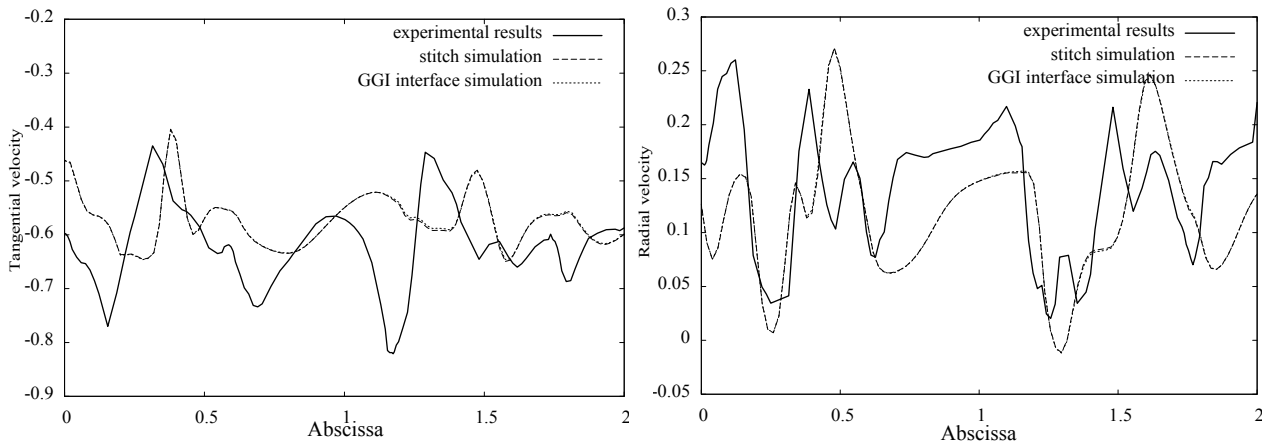 -0.2
-0.3
-0.4
-0.5
-0.6
-0.7
-0.8
-0.9
0
0.5
1
1.5
2
Tangential velocity
Abscissa
experimental results
stitch simulation
GGI interface simulation
0.3
0.25
0.2
0.15
0.1
0.05
0
-0.05
0
0.5
1
1.5
2
Radial velocity
Abscissa
experimental results
stitch simulation
GGI interface simulation